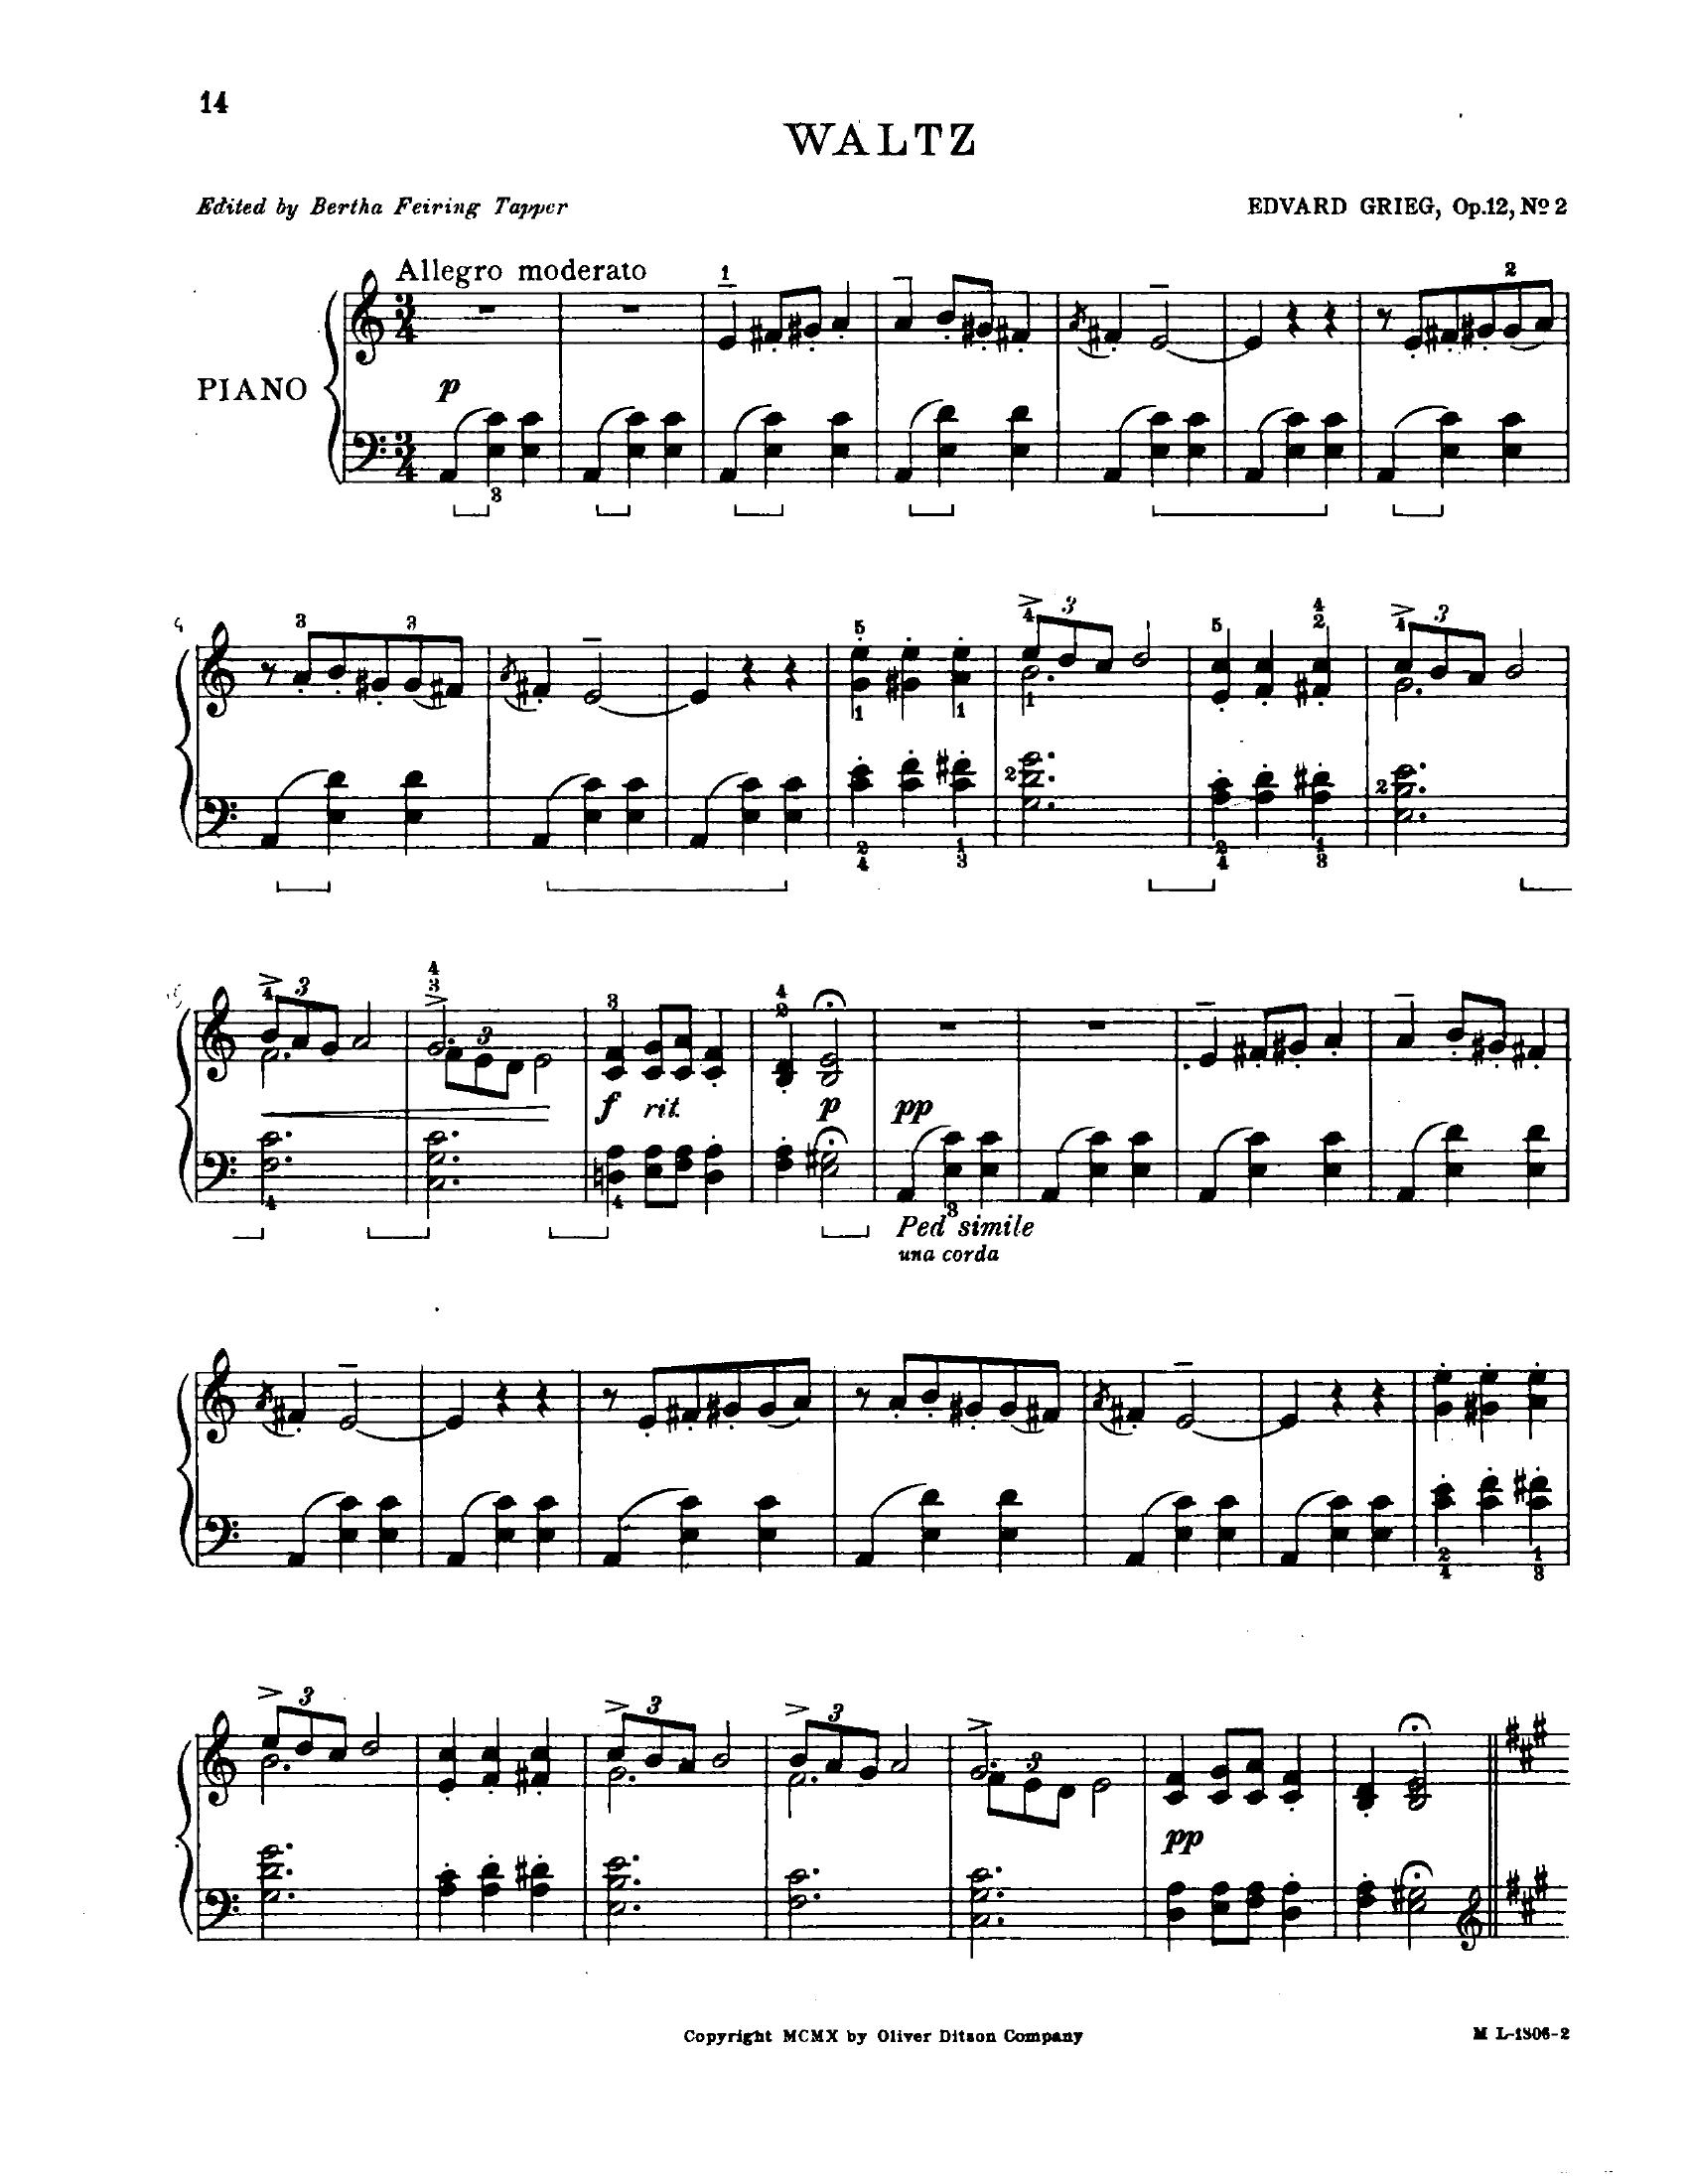 14
WALTZ
Edited by Bertha Feiring Tapper
EDVARD GRIEG, Op.12, Nº 2
Allegro moderato
PIANO
p
f
rit.
p
pp
Ped simile
una corda
pp
Copyright MCMX by Oliver Ditson Company
M L-1306-2